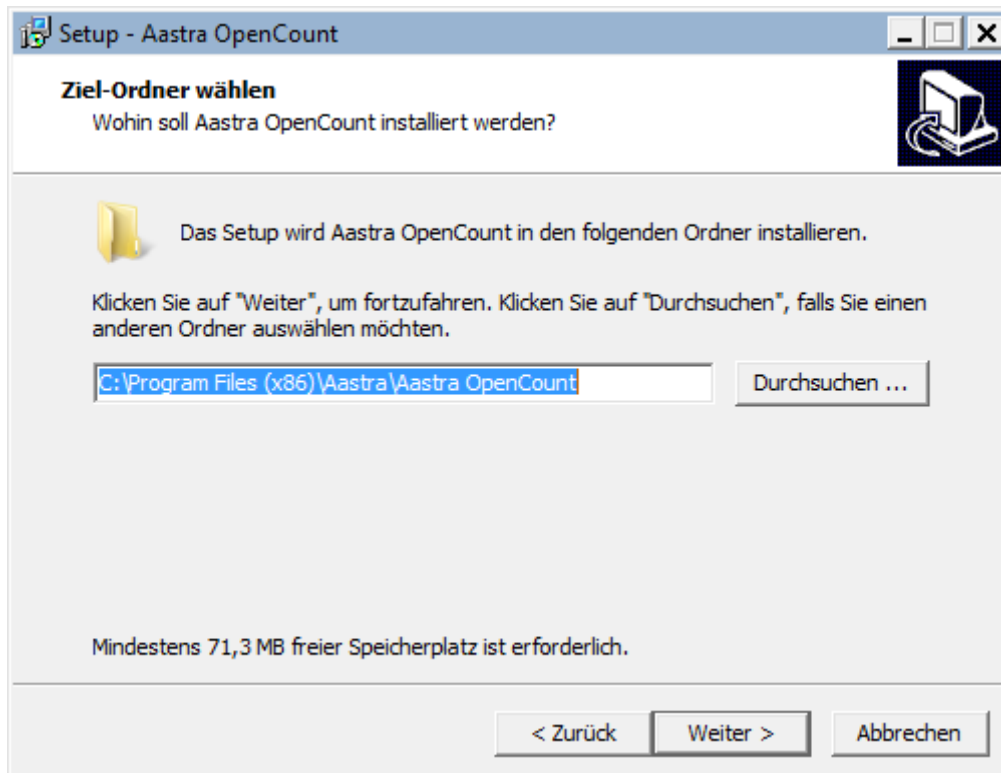 Setup - Aastra OpenCount
Ziel-Ordner wählen
Wohin soll Aastra OpenCount installiert werden?
Das Setup wird Aastra OpenCount in den folgenden Ordner installieren.
Klicken Sie auf "Weiter", um fortzufahren. Klicken Sie auf "Durchsuchen", falls Sie einen
anderen Ordner auswählen möchten.
C:\Program Files (x86)\Aastra\Aastra OpenCount
Durchsuchen ...
Mindestens 71,3 MB freier Speicherplatz ist erforderlich.
< Zurück
Weiter >
Abbrechen